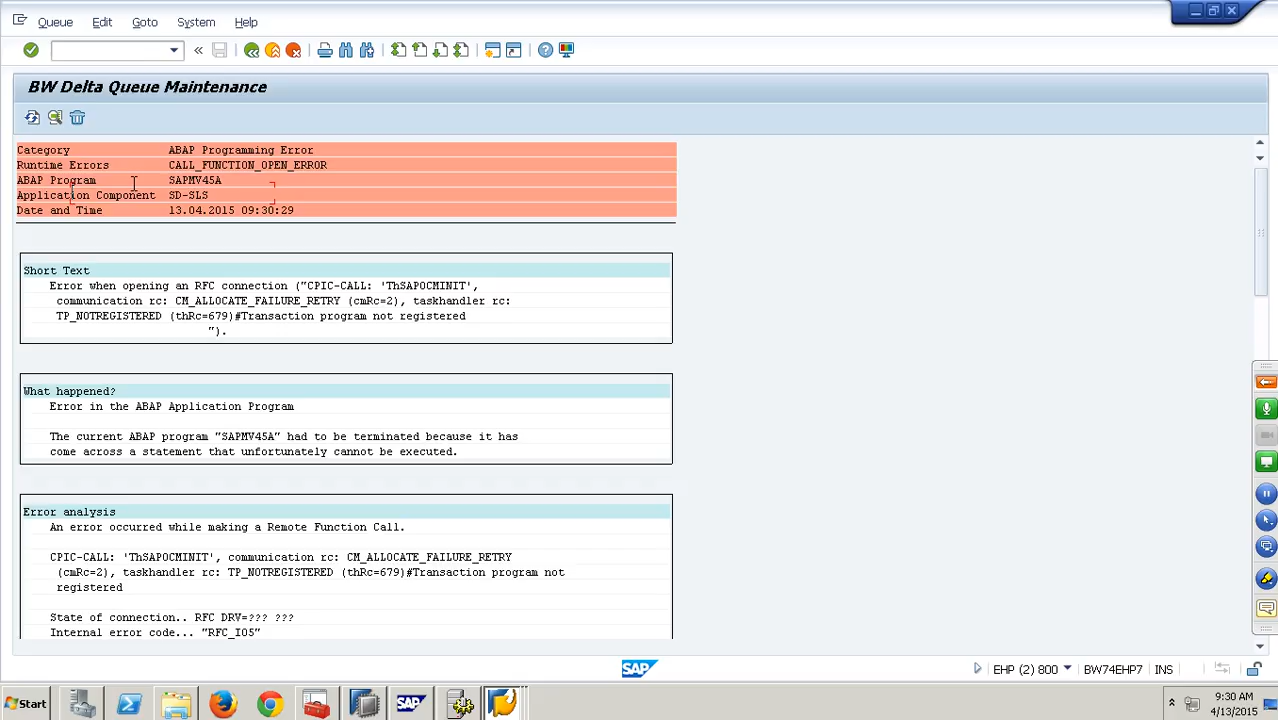 Queue Edit Goto System Help
BW Delta Queue Maintenance
Category ABAP Programming Error
Runtime Errors CALL_FUNCTION_OPEN_ERROR
ABAP Program SAPMV45A
Application Component SD-SLS
Date and Time 13.04.2015 09:30:29
Short Text
Error when opening an RFC connection ("CPIC-CALL: 'ThSAPOCMINIT',
communication rc: CM_ALLOCATE_FAILURE_RETRY (cmRc=2), taskhandler rc:
TP_NOTREGISTERED (thRc=679)#Transaction program not registered
").
What happened?
Error in the ABAP Application Program
The current ABAP program "SAPMV45A" had to be terminated because it has
come across a statement that unfortunately cannot be executed.
Error analysis
An error occurred while making a Remote Function Call.
CPIC-CALL: 'ThSAPOCMINIT', communication rc: CM_ALLOCATE_FAILURE_RETRY
(cmRc=2), taskhandler rc: TP_NOTREGISTERED (thRc=679)#Transaction program not
registered
State of connection.. RFC DRV=??? ???
Internal error code... "RFC_IO5"
SAP
EHP (2) 800 BW74EHP7 INS
Start SAP 9:30 AM
4/13/2015